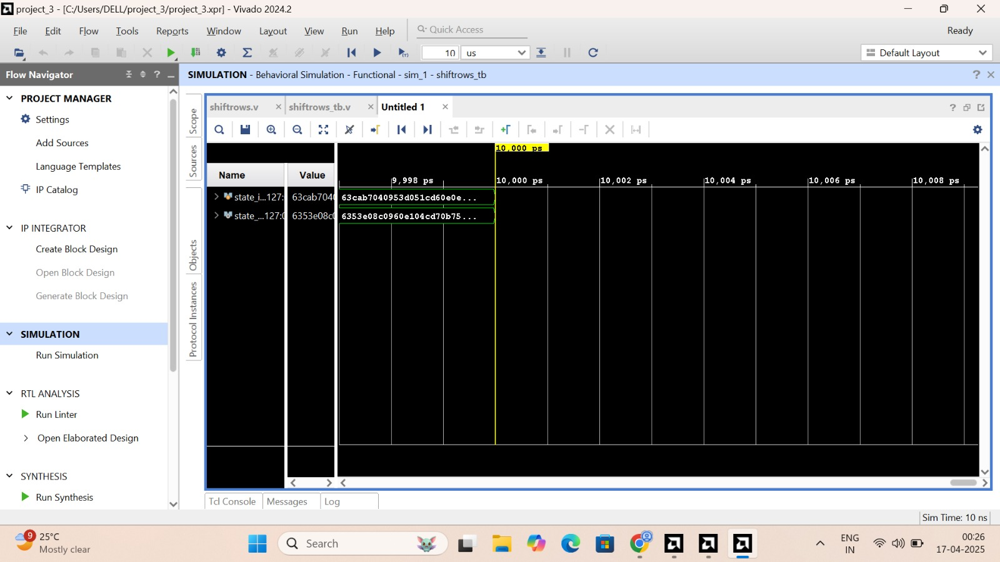 project_3 - [C:/Users/DELL/project_3/project_3.xpr] - Vivado 2024.2
File Edit Flow Tools Reports Window Layout View Run Help Quick Access Ready
10 us Default Layout
Flow Navigator
SIMULATION - Behavioral Simulation - Functional - sim_1 - shiftrows_tb
PROJECT MANAGER
Settings
Add Sources
Language Templates
IP Catalog
IP INTEGRATOR
Create Block Design
Open Block Design
Generate Block Design
SIMULATION
Run Simulation
RTL ANALYSIS
Run Linter
Open Elaborated Design
SYNTHESIS
Run Synthesis
Scope
Sources
Objects
Protocol Instances
shiftrows.v shiftrows_tb.v Untitled 1
10,000 ps
Name Value
9,998 ps 10,000 ps 10,002 ps 10,004 ps 10,006 ps 10,008 ps
state_i...127: 63cab7040 63cab7040953d051cd60e0e...
state_...127:0 6353e08c0 6353e08c0960e104cd70b75...
Tcl Console Messages Log
Sim Time: 10 ns
9
25°C
Mostly clear
Search
ENG
IN
00:26
17-04-2025